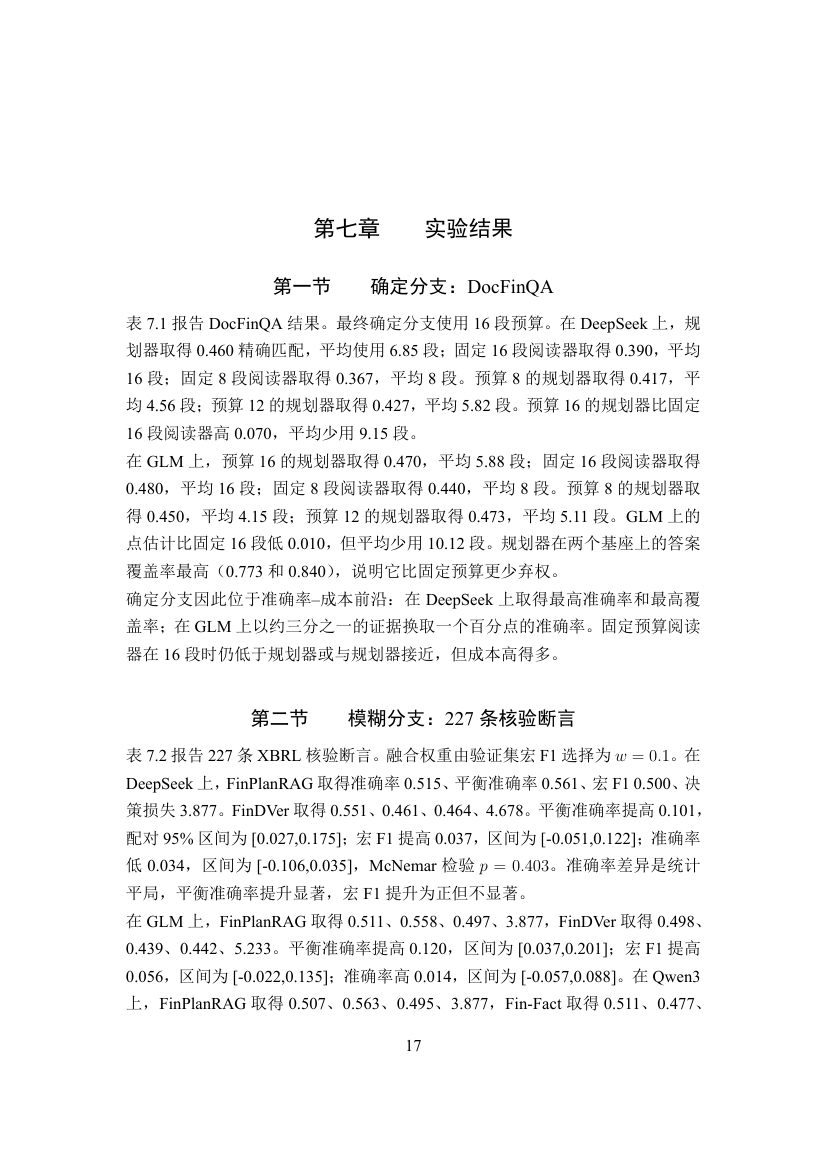 第七章　　实验结果
第一节　　确定分支：DocFinQA
表 7.1 报告 DocFinQA 结果。最终确定分支使用 16 段预算。在 DeepSeek 上，规
划器取得 0.460 精确匹配，平均使用 6.85 段；固定 16 段阅读器取得 0.390，平均
16 段；固定 8 段阅读器取得 0.367，平均 8 段。预算 8 的规划器取得 0.417，平
均 4.56 段；预算 12 的规划器取得 0.427，平均 5.82 段。预算 16 的规划器比固定
16 段阅读器高 0.070，平均少用 9.15 段。
在 GLM 上，预算 16 的规划器取得 0.470，平均 5.88 段；固定 16 段阅读器取得
0.480，平均 16 段；固定 8 段阅读器取得 0.440，平均 8 段。预算 8 的规划器取
得 0.450，平均 4.15 段；预算 12 的规划器取得 0.473，平均 5.11 段。GLM 上的
点估计比固定 16 段低 0.010，但平均少用 10.12 段。规划器在两个基座上的答案
覆盖率最高（0.773 和 0.840），说明它比固定预算更少弃权。
确定分支因此位于准确率–成本前沿：在 DeepSeek 上取得最高准确率和最高覆
盖率；在 GLM 上以约三分之一的证据换取一个百分点的准确率。固定预算阅读
器在 16 段时仍低于规划器或与规划器接近，但成本高得多。
第二节　　模糊分支：227 条核验断言
表 7.2 报告 227 条 XBRL 核验断言。融合权重由验证集宏 F1 选择为 w = 0.1。在
DeepSeek 上，FinPlanRAG 取得准确率 0.515、平衡准确率 0.561、宏 F1 0.500、决
策损失 3.877。FinDVer 取得 0.551、0.461、0.464、4.678。平衡准确率提高 0.101，
配对 95% 区间为 [0.027,0.175]；宏 F1 提高 0.037，区间为 [-0.051,0.122]；准确率
低 0.034，区间为 [-0.106,0.035]，McNemar 检验 p = 0.403。准确率差异是统计
平局，平衡准确率提升显著，宏 F1 提升为正但不显著。
在 GLM 上，FinPlanRAG 取得 0.511、0.558、0.497、3.877，FinDVer 取得 0.498、
0.439、0.442、5.233。平衡准确率提高 0.120，区间为 [0.037,0.201]；宏 F1 提高
0.056，区间为 [-0.022,0.135]；准确率高 0.014，区间为 [-0.057,0.088]。在 Qwen3
上，FinPlanRAG 取得 0.507、0.563、0.495、3.877，Fin-Fact 取得 0.511、0.477、
17